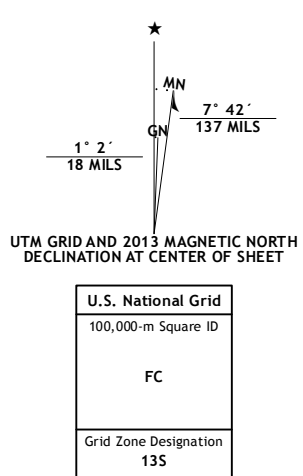 ★
MN
GN
7° 42´
137 MILS
1° 2´
18 MILS
UTM GRID AND 2013 MAGNETIC NORTH
DECLINATION AT CENTER OF SHEET
U.S. National Grid
100,000-m Square ID
FC
Grid Zone Designation
13S